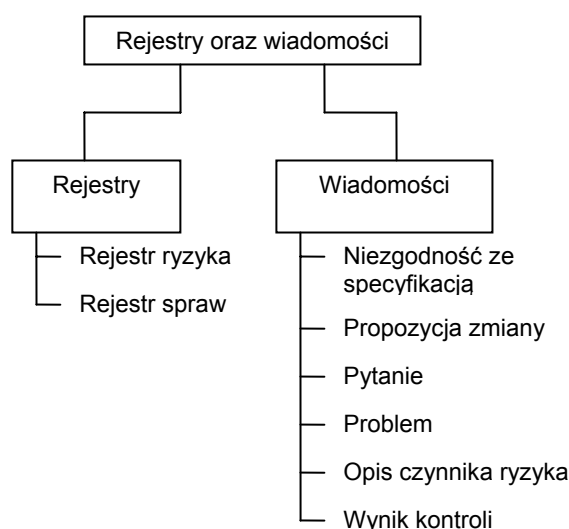 Rejestry oraz wiadomości
Rejestry
Wiadomości
Rejestr ryzyka
Rejestr spraw
Niezgodność ze
specyfikacją
Propozycja zmiany
Pytanie
Problem
Opis czynnika ryzyka
Wynik kontroli